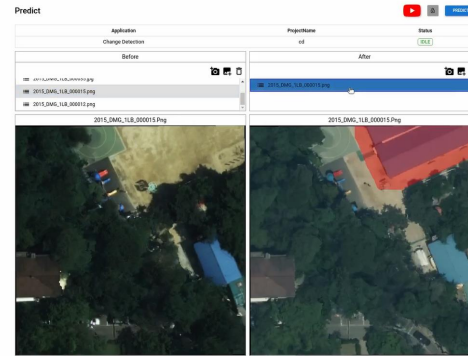 Predict
PREDICT
Application
ProjectName
Status
Change Detection
cd
IDLE
Before
After
2015_DMG_1LB_000015.png
2015_DMG_1LB_000012.png
2015_DMG_1LB_000015.png
2015_DMG_1LB_000015.Png
2015_DMG_1LB_000015.Png